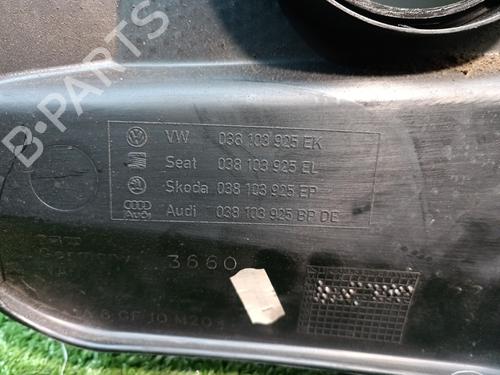 B-PARTS
VW 038 103 925 EK
Seat 038 103 925 EL
Skoda 038 103 925 EP
Audi Audi 038 103 925 BP DE
3660